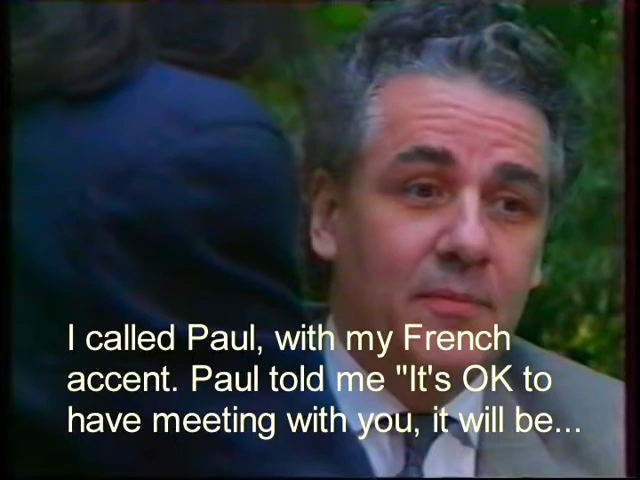 I called Paul, with my French
accent. Paul told me "It's OK to
have meeting with you, it will be...